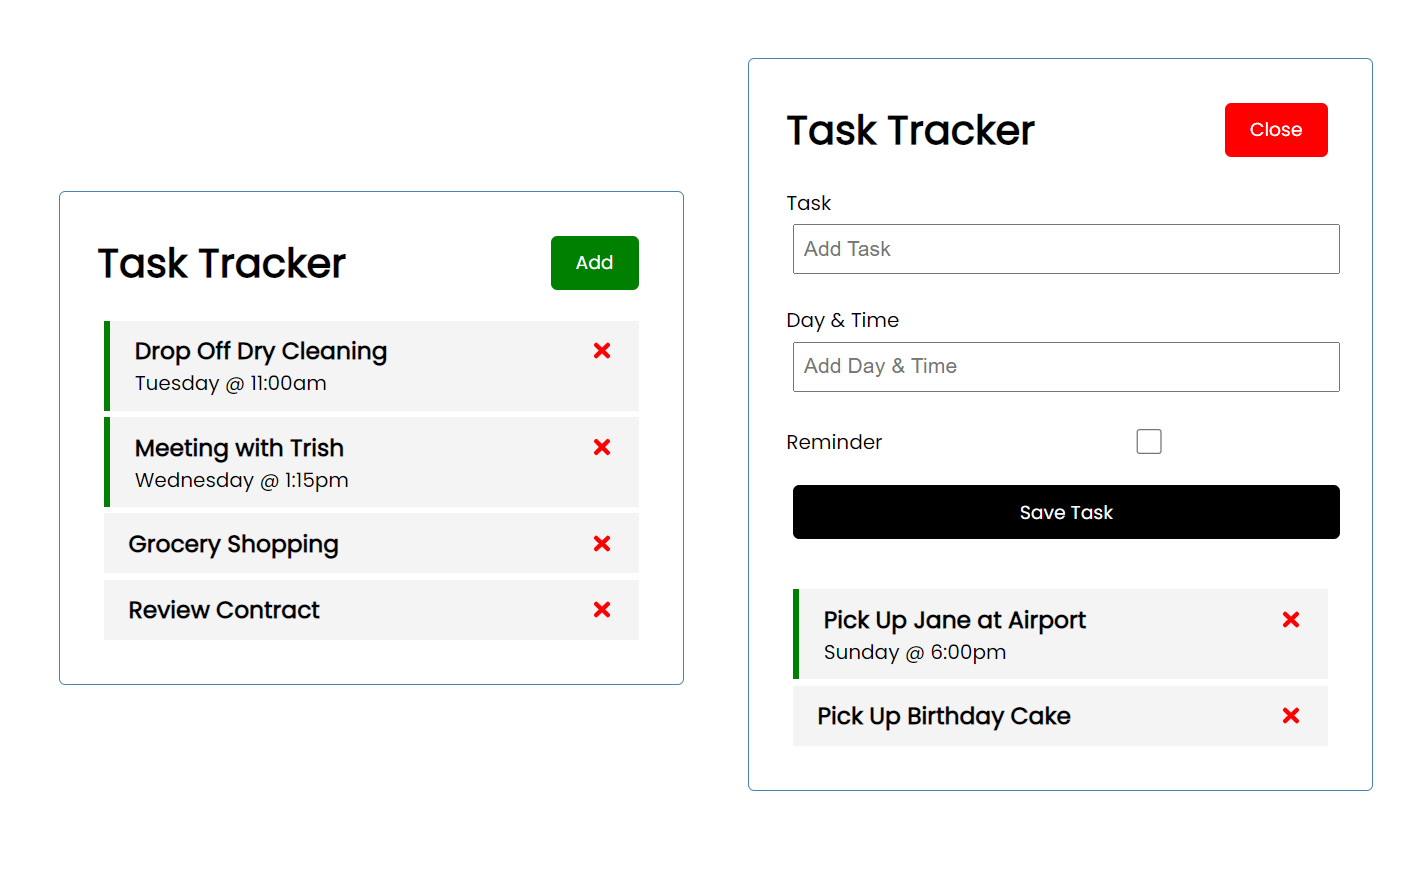 Task Tracker
Add
Drop Off Dry Cleaning
Tuesday @ 11:00am
Meeting with Trish
Wednesday @ 1:15pm
Grocery Shopping
Review Contract
Task Tracker
Close
Task
Add Task
Day & Time
Add Day & Time
Reminder
Save Task
Pick Up Jane at Airport
Sunday @ 6:00pm
Pick Up Birthday Cake